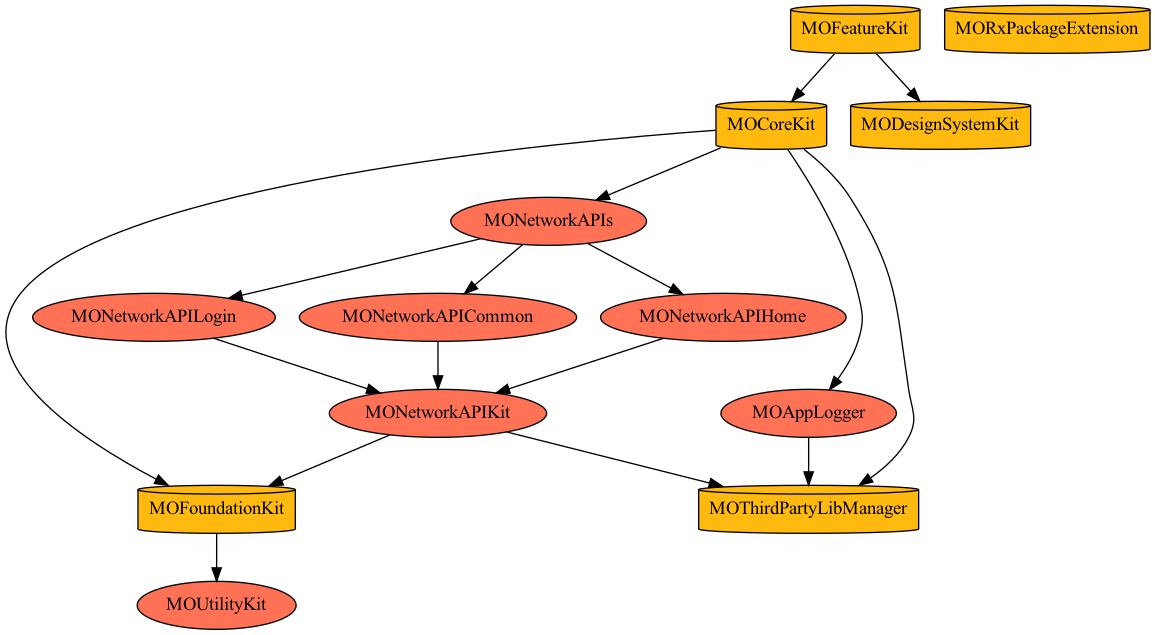 MOFeatureKit
MORxPackageExtension
MOCoreKit
MODesignSystemKit
MONetworkAPIs
MONetworkAPILogin
MONetworkAPICommon
MONetworkAPIHome
MONetworkAPIKit
MOAppLogger
MOFoundationKit
MOThirdPartyLibManager
MOUtilityKit